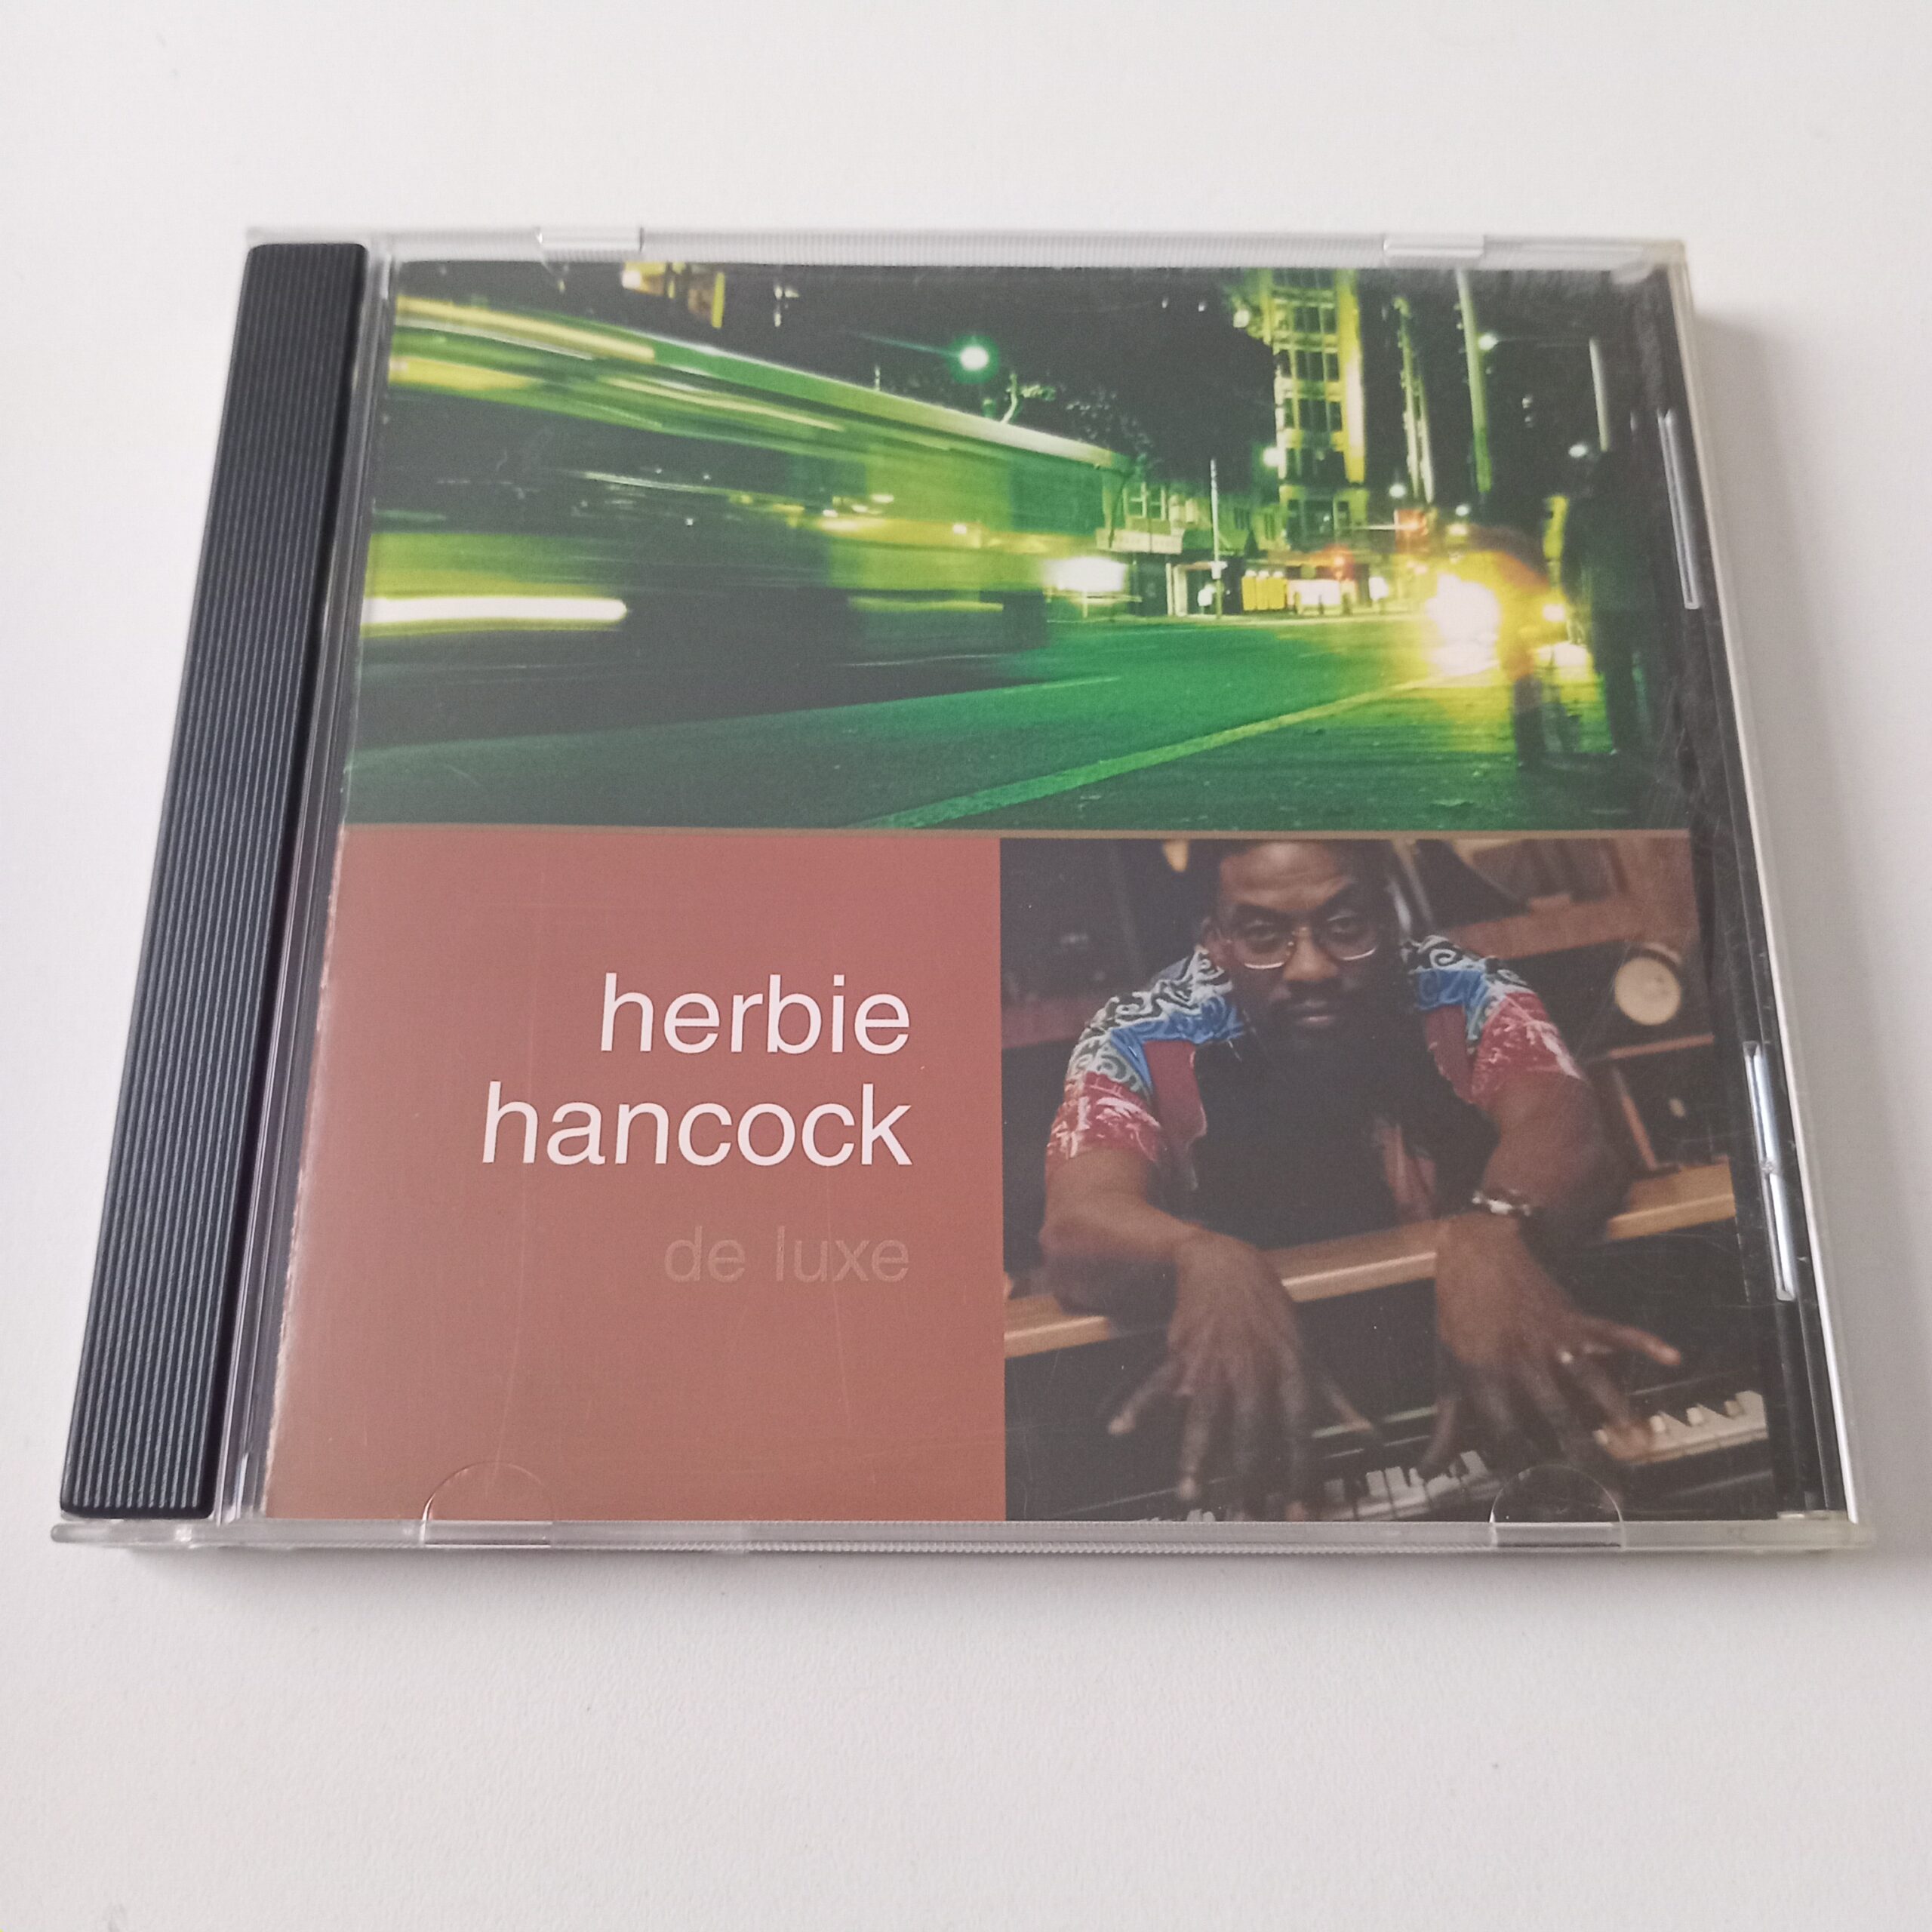 herbie
hancock
de luxe